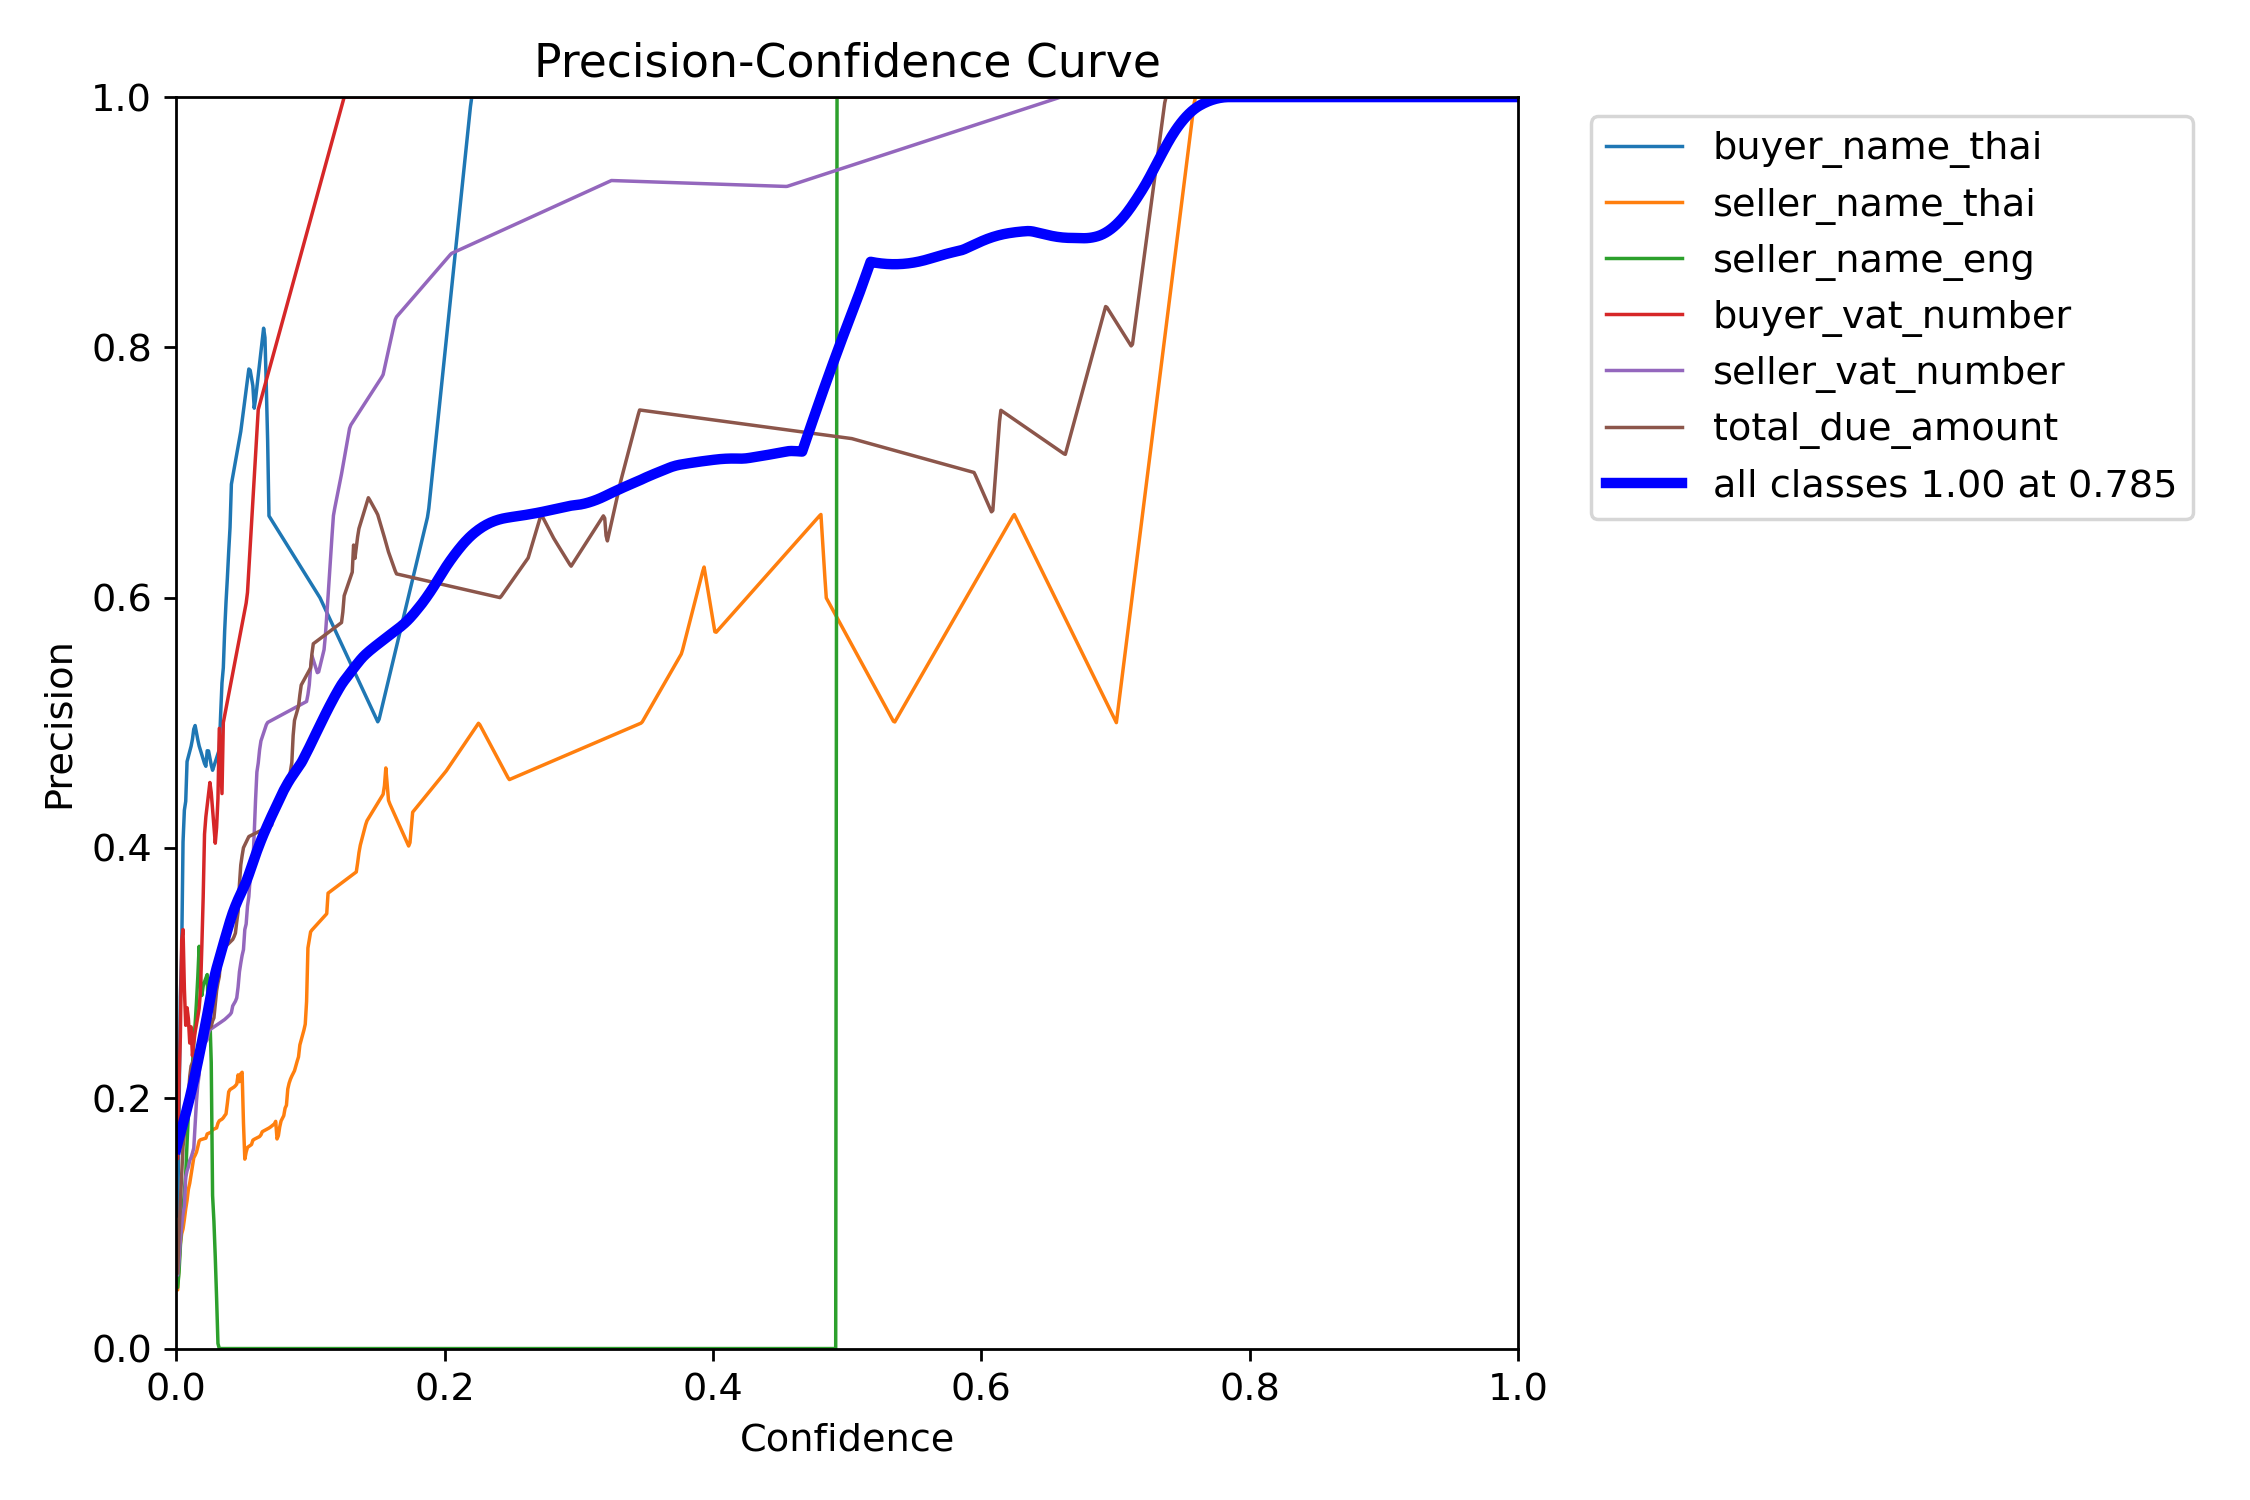 Precision-Confidence Curve
1.0
0.8
0.6
0.4
0.2
0.0
Precision
0.0 0.2 0.4 0.6 0.8 1.0
Confidence
buyer_name_thai
seller_name_thai
seller_name_eng
buyer_vat_number
seller_vat_number
total_due_amount
all classes 1.00 at 0.785